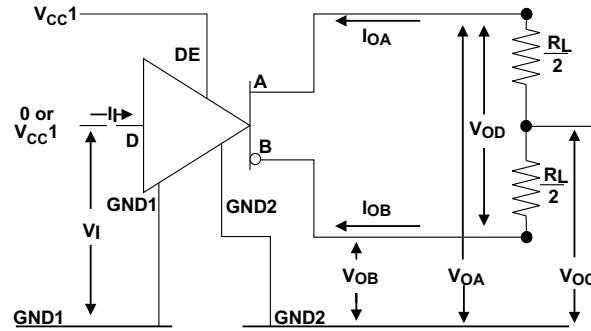 VCC1
DE
IOA
RL
2
A
0 or
VCC1
II
D
B
VOD
RL
2
GND1
GND2
IOB
VI
VOB
VOA
VOC
GND1
GND2